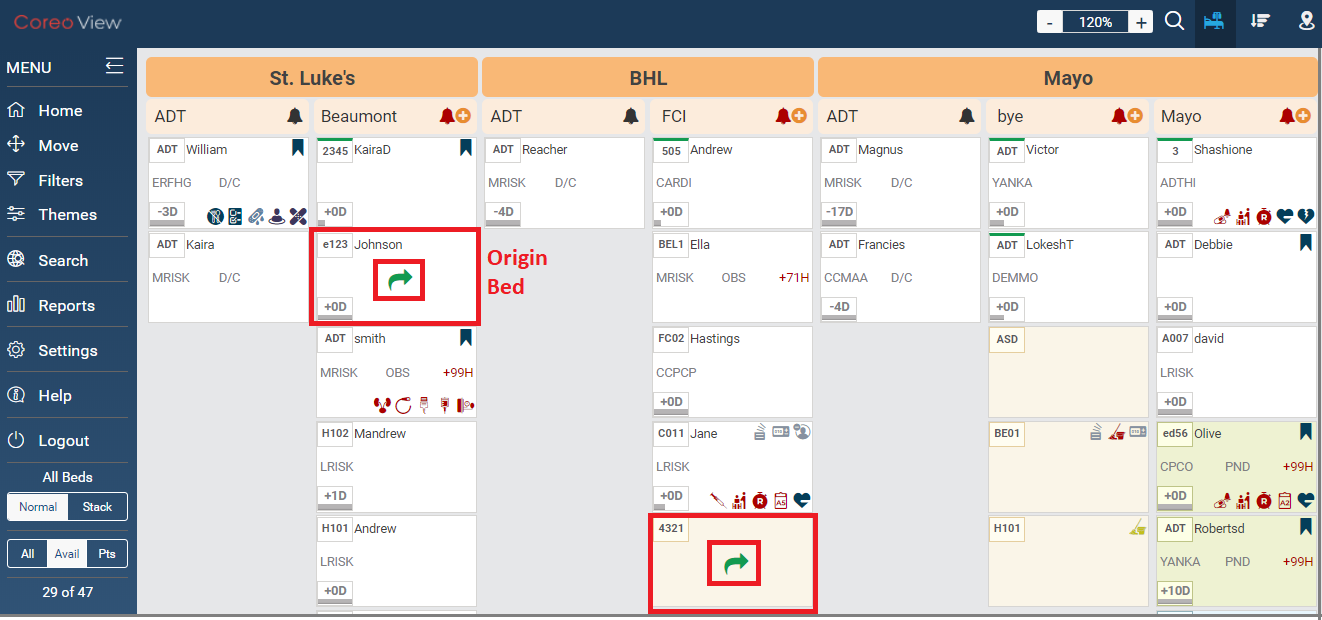 Coreo View
- 120% +
MENU
Home
Move
Filters
Themes
Search
Reports
Settings
Help
Logout
All Beds
Normal Stack
All Avail Pts
29 of 47
St. Luke's
ADT
ADT William
ERFHG D/C
-3D
ADT Kaira
MRISK D/C
Beaumont
2345 KairaD
+0D
e123 Johnson
+0D
Origin
Bed
ADT smith
MRISK OBS +99H
H102 Mandrew
LRISK
+1D
H101 Andrew
LRISK
+0D
BHL
ADT
ADT Reacher
MRISK D/C
-4D
FCI
505 Andrew
CARDI
+0D
BEL1 Ella
MRISK OBS +71H
FC02 Hastings
CCPCP
+0D
C011 Jane
LRISK
+0D R A5
4321
Mayo
ADT
ADT Magnus
MRISK D/C
-17D
ADT Francies
CCMAA D/C
-4D
bye
ADT Victor
YANKA
+0D
ADT LokeshT
DEMMO
+0D
ASD
BE01
H101
Mayo
3 Shashione
ADTHI
+0D R
ADT Debbie
+0D
A007 david
LRISK
+0D
ed56 Olive
CPCO PND +99H
+0D R A2
ADT Robertsd
YANKA PND +99H
+10D